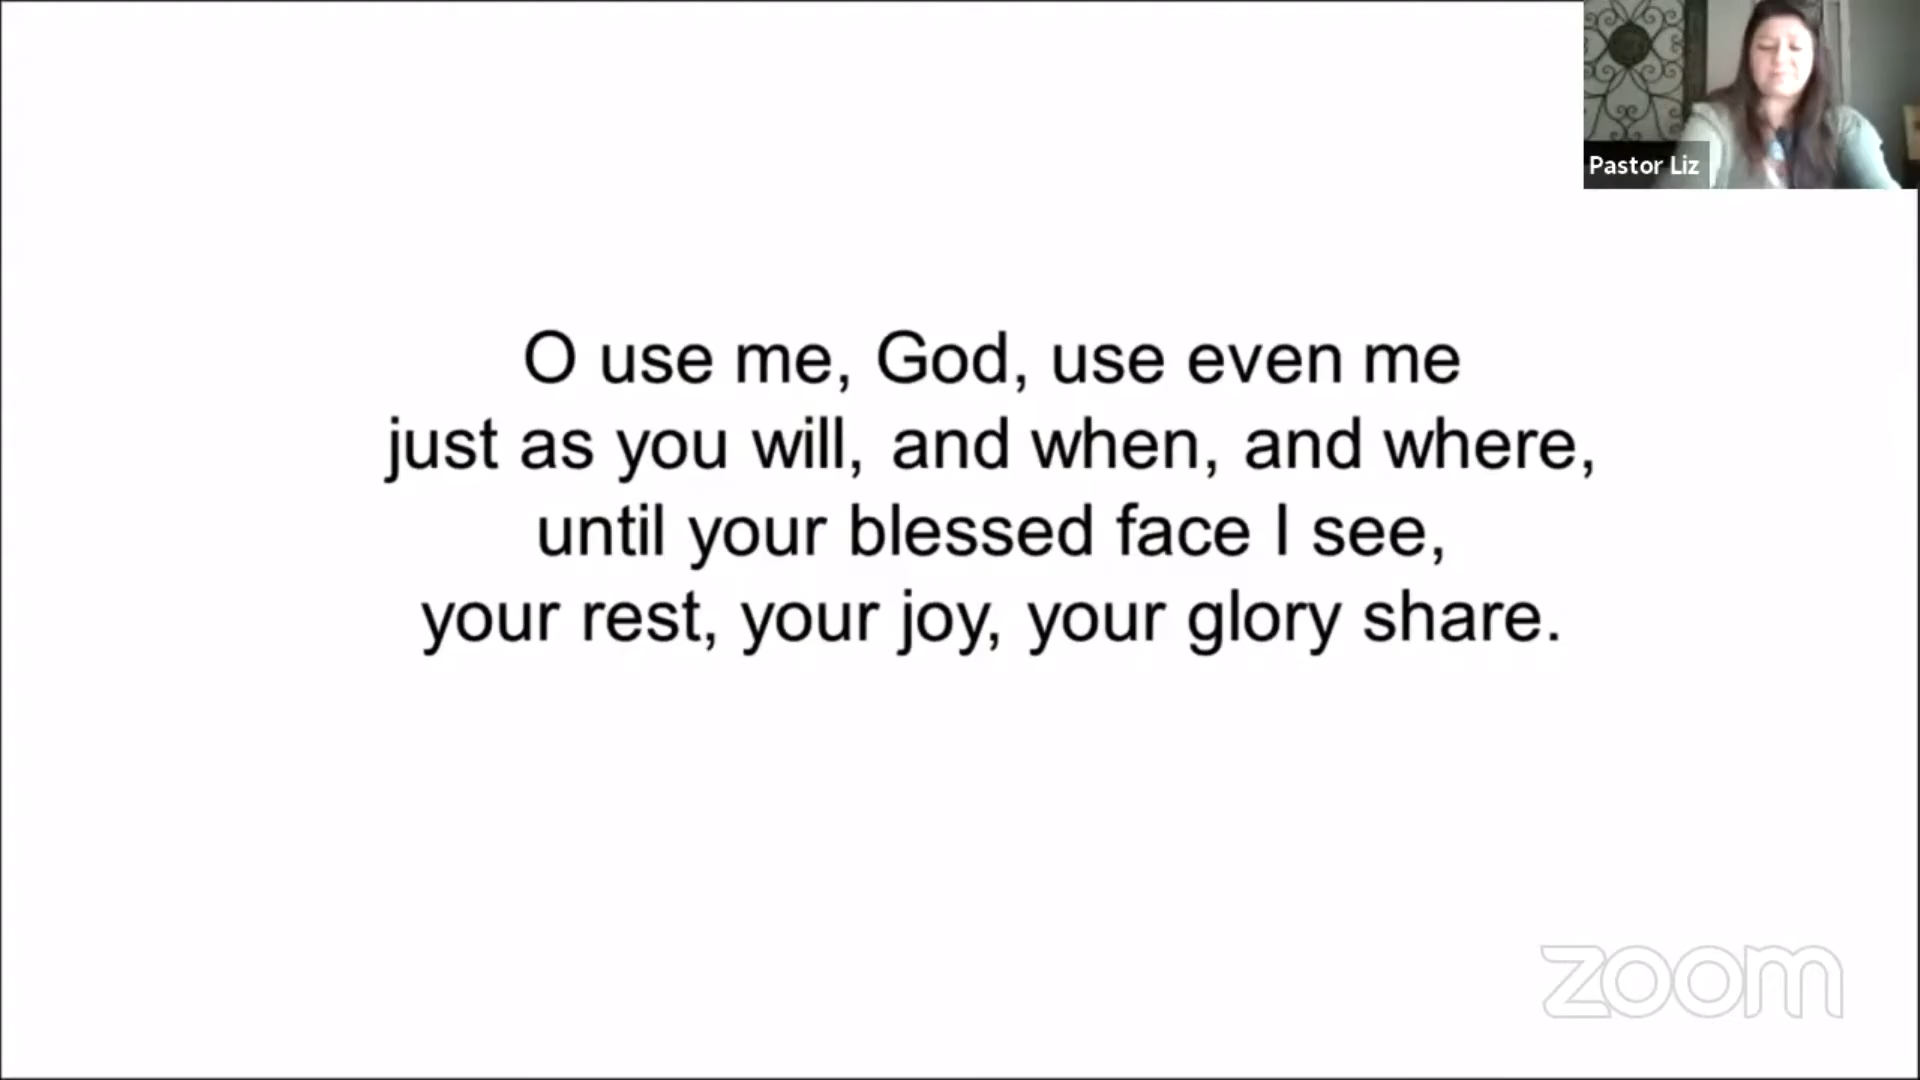 Pastor Liz
O use me, God, use even me
just as you will, and when, and where,
until your blessed face I see,
your rest, your joy, your glory share.
zoom